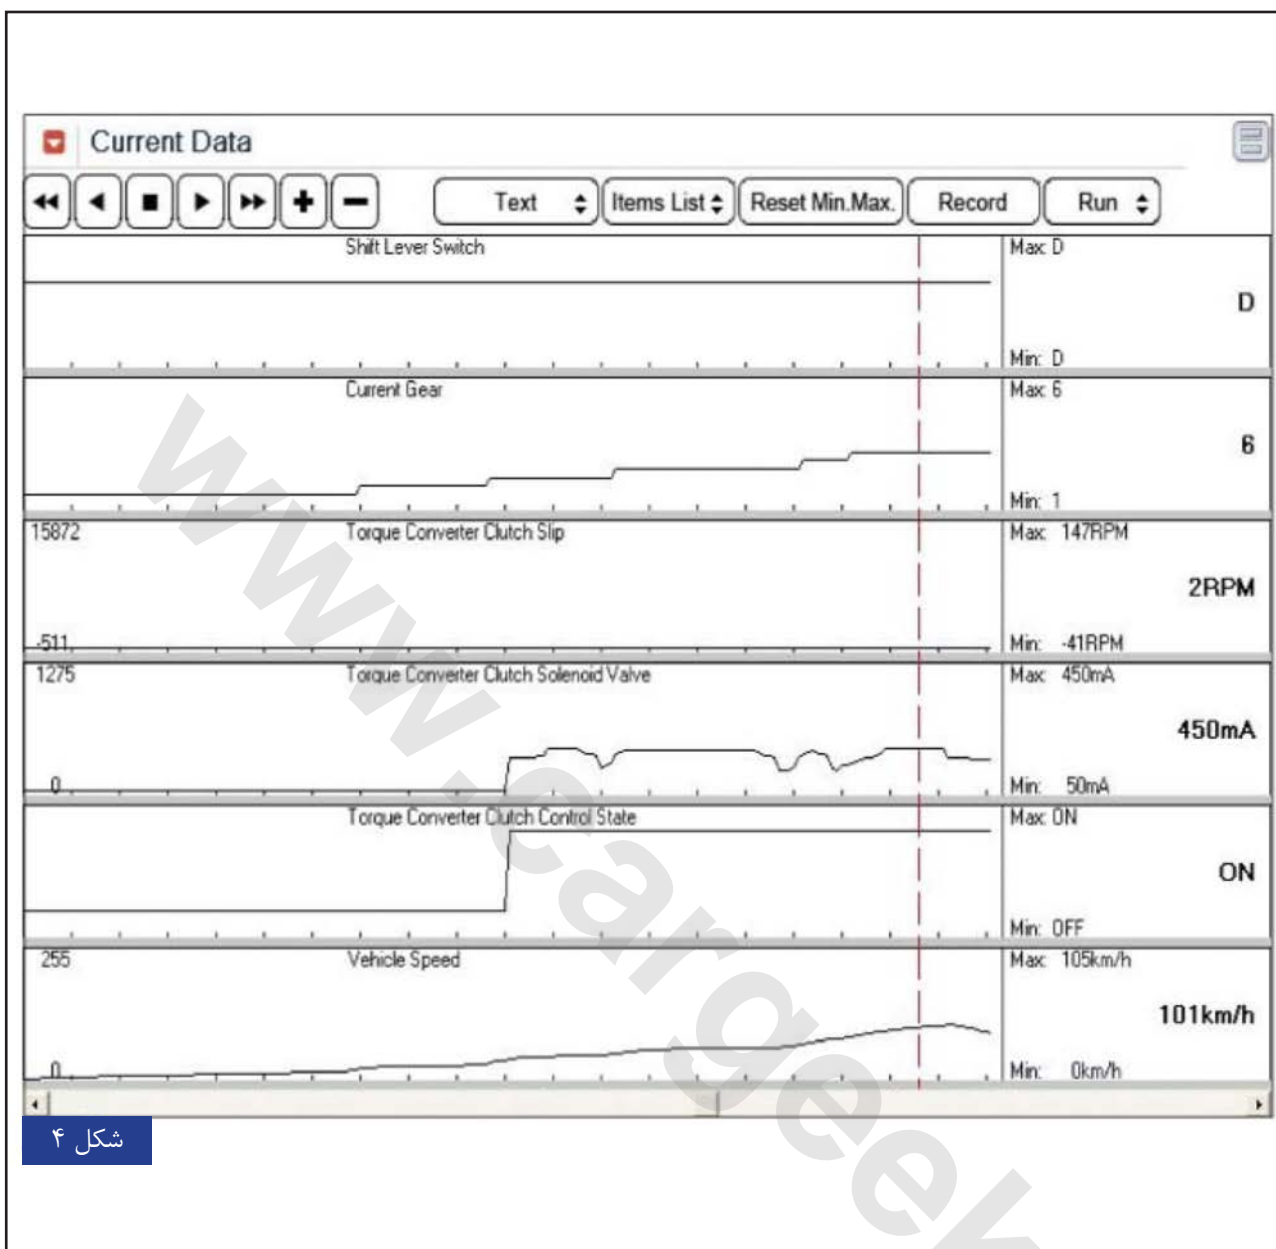 Current Data
Text Items List Reset Min.Max. Record Run
Shift Lever Switch
Max: D
D
Min: D
Current Gear
Max: 6
6
Min: 1
15872
Torque Converter Clutch Slip
Max: 147RPM
2RPM
-511
Min: -41RPM
1275
Torque Converter Clutch Solenoid Valve
Max: 450mA
450mA
0
Min: 50mA
Torque Converter Clutch Control State
Max: ON
ON
Min: OFF
255
Vehicle Speed
Max: 105km/h
101km/h
0
Min: 0km/h
شکل ۴
www.cargeek